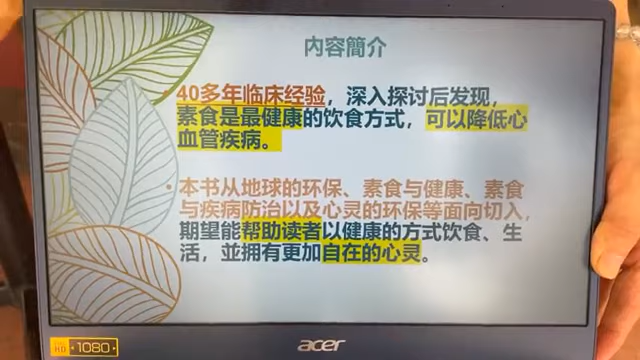 内容簡介
40多年临床经验，深入探讨后发现，
素食是最健康的饮食方式，可以降低心
血管疾病。
本书从地球的环保、素食与健康、素食
与疾病防治以及心灵的环保等面向切入，
期望能帮助读者以健康的方式饮食、生
活，並拥有更加自在的心灵。
HD 1080
acer